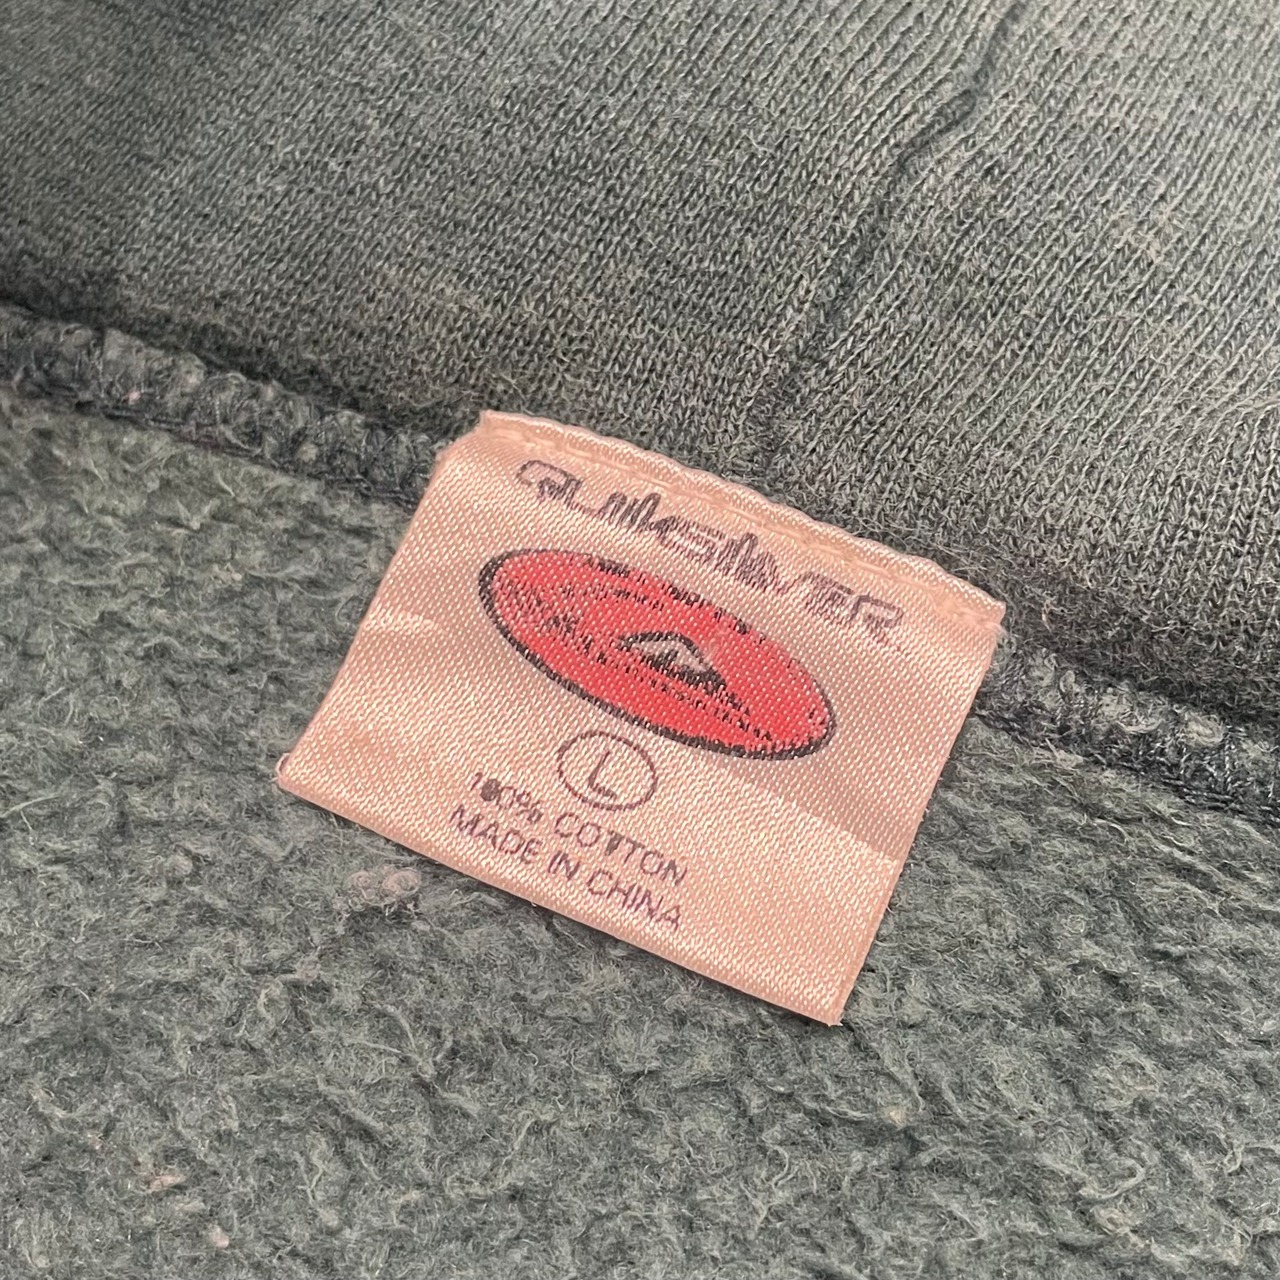 QUIKSILVER
L
100% COTTON
MADE IN CHINA